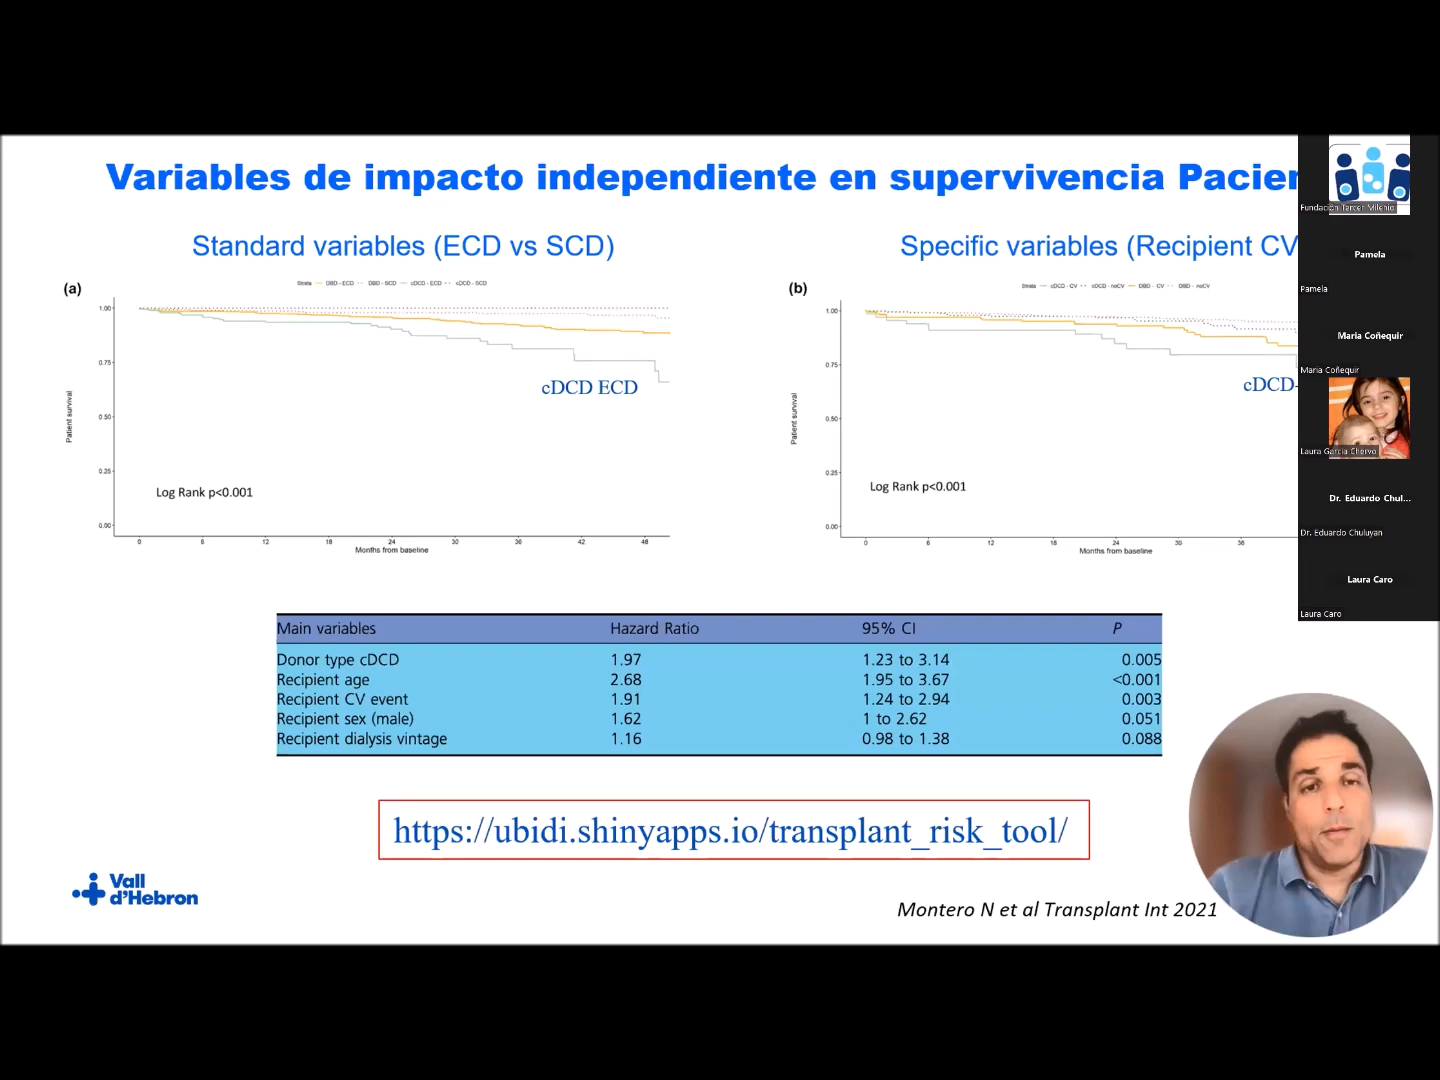 Variables de impacto independiente en supervivencia Pacien
Standard variables (ECD vs SCD)
Specific variables (Recipient CV
(a)
Strata DBD - ECD DBD - SCD cDCD - ECD cDCD - SCD
1.00
0.75
0.50
0.25
0.00
Patient survival
cDCD ECD
Log Rank p<0.001
0 6 12 18 24 30 36 42 48
Months from baseline
(b)
Strata cDCD - CV cDCD - noCV DBD - CV DBD - noCV
1.00
0.75
0.50
0.25
0.00
Patient survival
cDCD-
Log Rank p<0.001
0 6 12 18 24 30 36
Months from baseline
Main variables Hazard Ratio 95% CI P
Donor type cDCD 1.97 1.23 to 3.14 0.005
Recipient age 2.68 1.95 to 3.67 <0.001
Recipient CV event 1.91 1.24 to 2.94 0.003
Recipient sex (male) 1.62 1 to 2.62 0.051
Recipient dialysis vintage 1.16 0.98 to 1.38 0.088
https://ubidi.shinyapps.io/transplant_risk_tool/
Vall
d'Hebron
Montero N et al Transplant Int 2021
Fundación Tercer Milenio
Pamela
Pamela
Maria Coñequir
Maria Coñequir
Laura Garcia Chervo
Dr. Eduardo Chul...
Dr. Eduardo Chuluyan
Laura Caro
Laura Caro